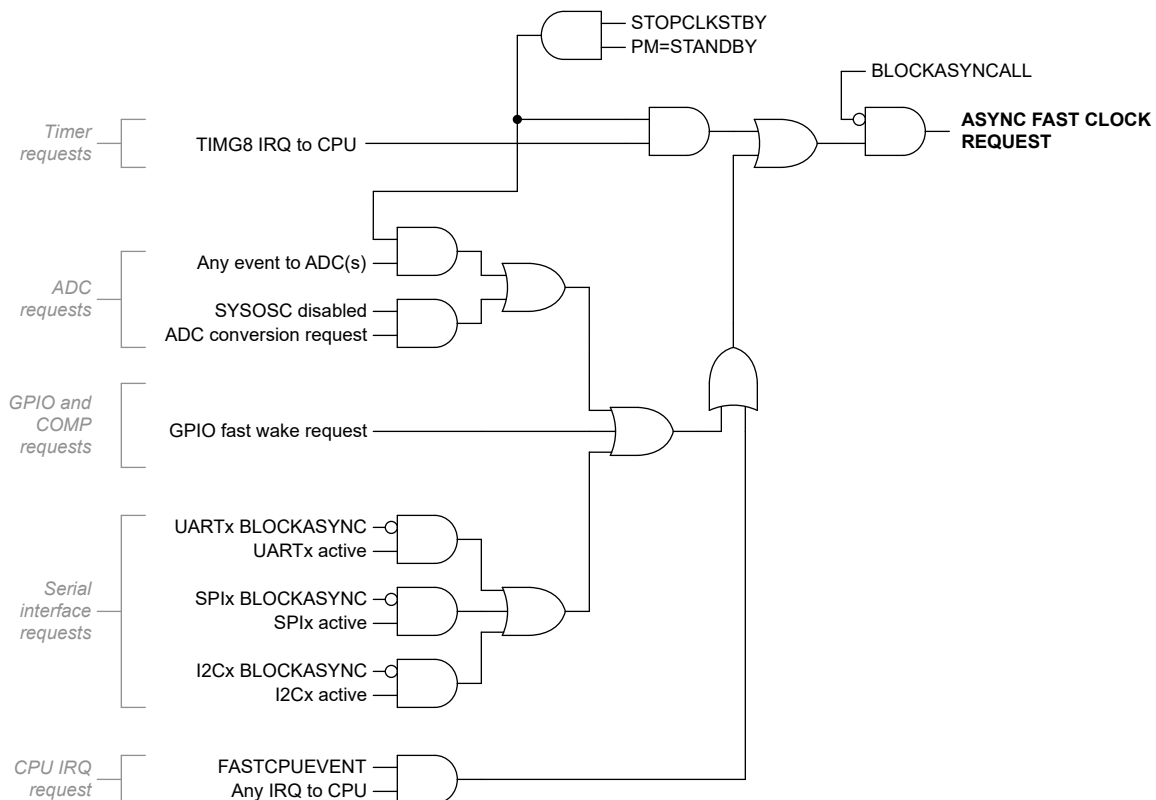 STOPCLKSTBY
PM=STANDBY
BLOCKASYNCALL
ASYNC FAST CLOCK
REQUEST
Timer
requests
TIMG8 IRQ to CPU
ADC
requests
Any event to ADC(s)
SYSOSC disabled
ADC conversion request
GPIO and
COMP
requests
GPIO fast wake request
Serial
interface
requests
UARTx BLOCKASYNC
UARTx active
SPIx BLOCKASYNC
SPIx active
I2Cx BLOCKASYNC
I2Cx active
CPU IRQ
request
FASTCPUEVENT
Any IRQ to CPU